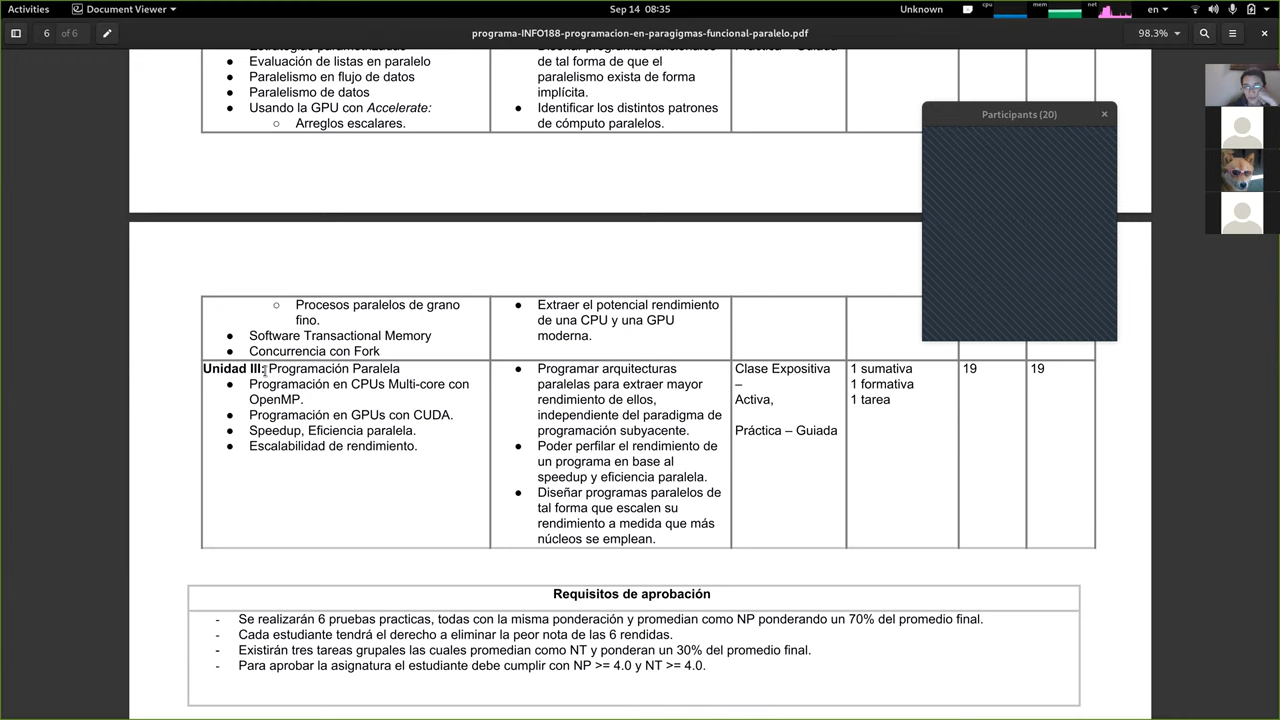 Activities
Document Viewer
Sep 14 08:35
Unknown
cpu
mem
net
en
6 of 6
programa-INFO188-programacion-en-paragigmas-funcional-paralelo.pdf
98.3%
● Evaluación de listas en paralelo
● Paralelismo en flujo de datos
● Paralelismo de datos
● Usando la GPU con Accelerate:
○ Arreglos escalares.
de tal forma de que el
paralelismo exista de forma
implícita.
● Identificar los distintos patrones
de cómputo paralelos.
Participants (20)
○ Procesos paralelos de grano
fino.
● Software Transactional Memory
● Concurrencia con Fork
● Extraer el potencial rendimiento
de una CPU y una GPU
moderna.
Unidad III: Programación Paralela
● Programación en CPUs Multi-core con
OpenMP.
● Programación en GPUs con CUDA.
● Speedup, Eficiencia paralela.
● Escalabilidad de rendimiento.
● Programar arquitecturas
paralelas para extraer mayor
rendimiento de ellos,
independiente del paradigma de
programación subyacente.
● Poder perfilar el rendimiento de
un programa en base al
speedup y eficiencia paralela.
● Diseñar programas paralelos de
tal forma que escalen su
rendimiento a medida que más
núcleos se emplean.
Clase Expositiva
–
Activa,
Práctica – Guiada
1 sumativa
1 formativa
1 tarea
19
19
Requisitos de aprobación
- Se realizarán 6 pruebas practicas, todas con la misma ponderación y promedian como NP ponderando un 70% del promedio final.
- Cada estudiante tendrá el derecho a eliminar la peor nota de las 6 rendidas.
- Existirán tres tareas grupales las cuales promedian como NT y ponderan un 30% del promedio final.
- Para aprobar la asignatura el estudiante debe cumplir con NP >= 4.0 y NT >= 4.0.